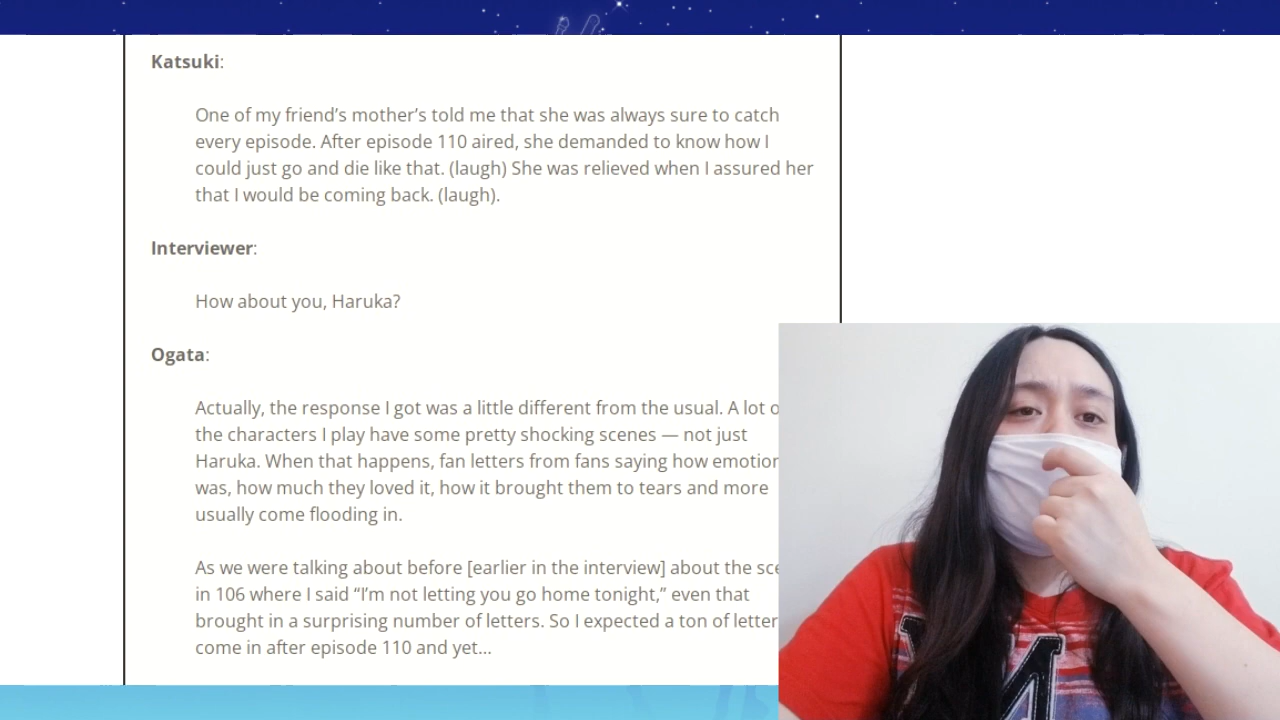 Katsuki:
One of my friend's mother's told me that she was always sure to catch
every episode. After episode 110 aired, she demanded to know how I
could just go and die like that. (laugh) She was relieved when I assured her
that I would be coming back. (laugh).
Interviewer:
How about you, Haruka?
Ogata:
Actually, the response I got was a little different from the usual. A lot
the characters I play have some pretty shocking scenes — not just
Haruka. When that happens, fan letters from fans saying how
was, how much they loved it, how it brought them to tears and more
usually come flooding in.
As we were talking about before [earlier in the interview] about the
in 106 where I said “I’m not letting you go home tonight,” even that
brought in a surprising number of letters. So I expected a ton of
come in after episode 110 and yet...